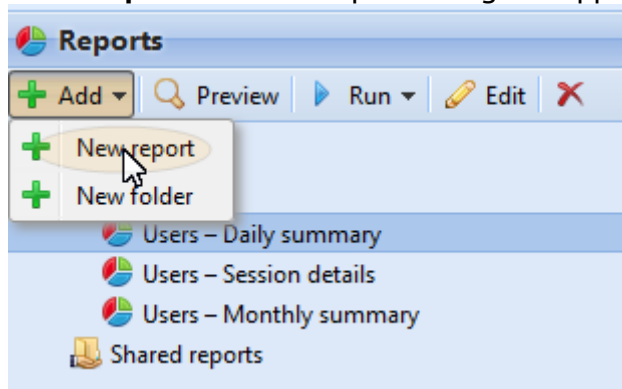 Reports
Add Preview Run Edit
New report
New folder
Users – Daily summary
Users – Session details
Users – Monthly summary
Shared reports